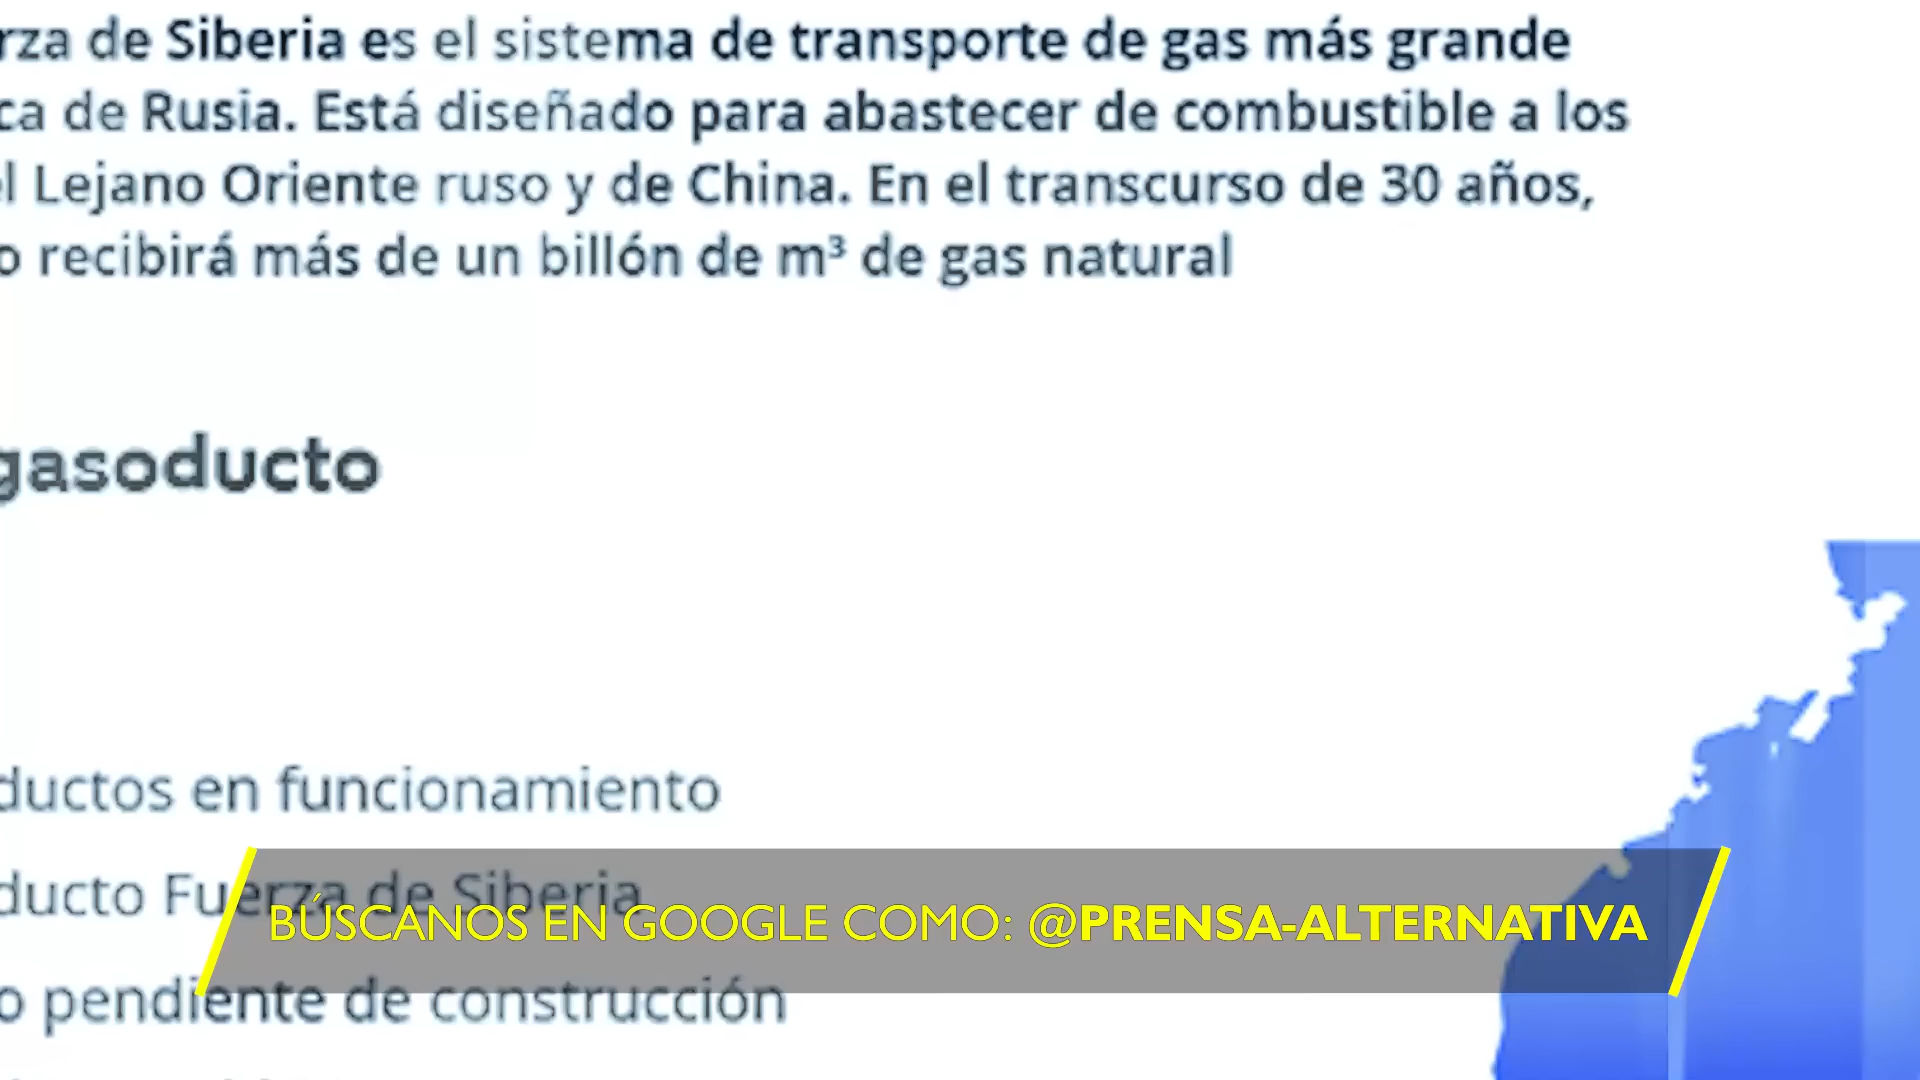 rza de Siberia es el sistema de transporte de gas más grande
ca de Rusia. Está diseñado para abastecer de combustible a los
el Lejano Oriente ruso y de China. En el transcurso de 30 años,
o recibirá más de un billón de m³ de gas natural
gasoducto
ductos en funcionamiento
ducto Fuerza de Siberia
BÚSCANOS EN GOOGLE COMO: @PRENSA-ALTERNATIVA
o pendiente de construcción